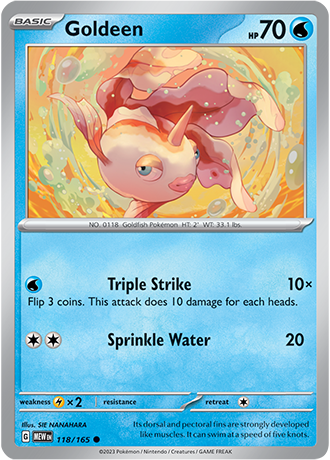 BASIC
Goldeen
HP 70
NO. 0118 Goldfish Pokémon HT: 2' WT: 33.1 lbs.
Triple Strike 10×
Flip 3 coins. This attack does 10 damage for each heads.
Sprinkle Water 20
weakness ×2 resistance retreat
Illus. SIE NANAHARA
G MEW EN 118/165
Its dorsal and pectoral fins are strongly developed
like muscles. It can swim at a speed of five knots.
©2023 Pokémon / Nintendo / Creatures / GAME FREAK